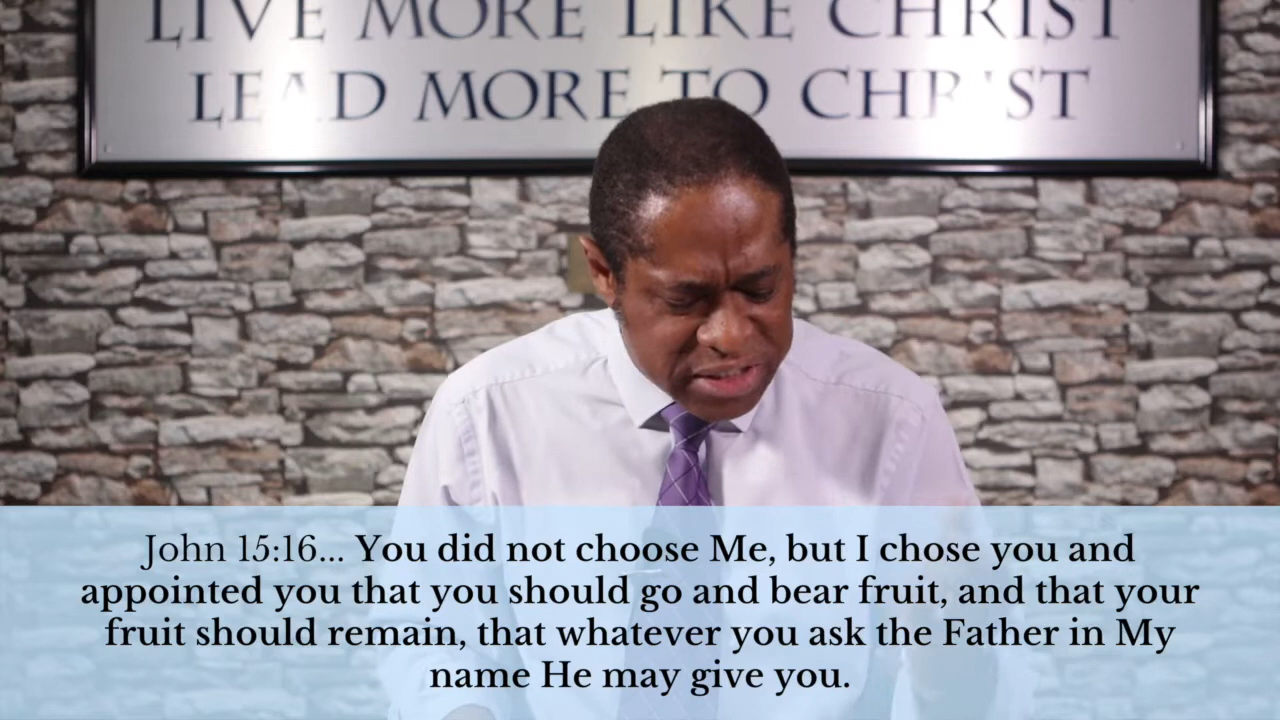 LIVE MORE LIKE CHRIST
LEAD MORE TO CHRIST
John 15:16... You did not choose Me, but I chose you and
appointed you that you should go and bear fruit, and that your
fruit should remain, that whatever you ask the Father in My
name He may give you.